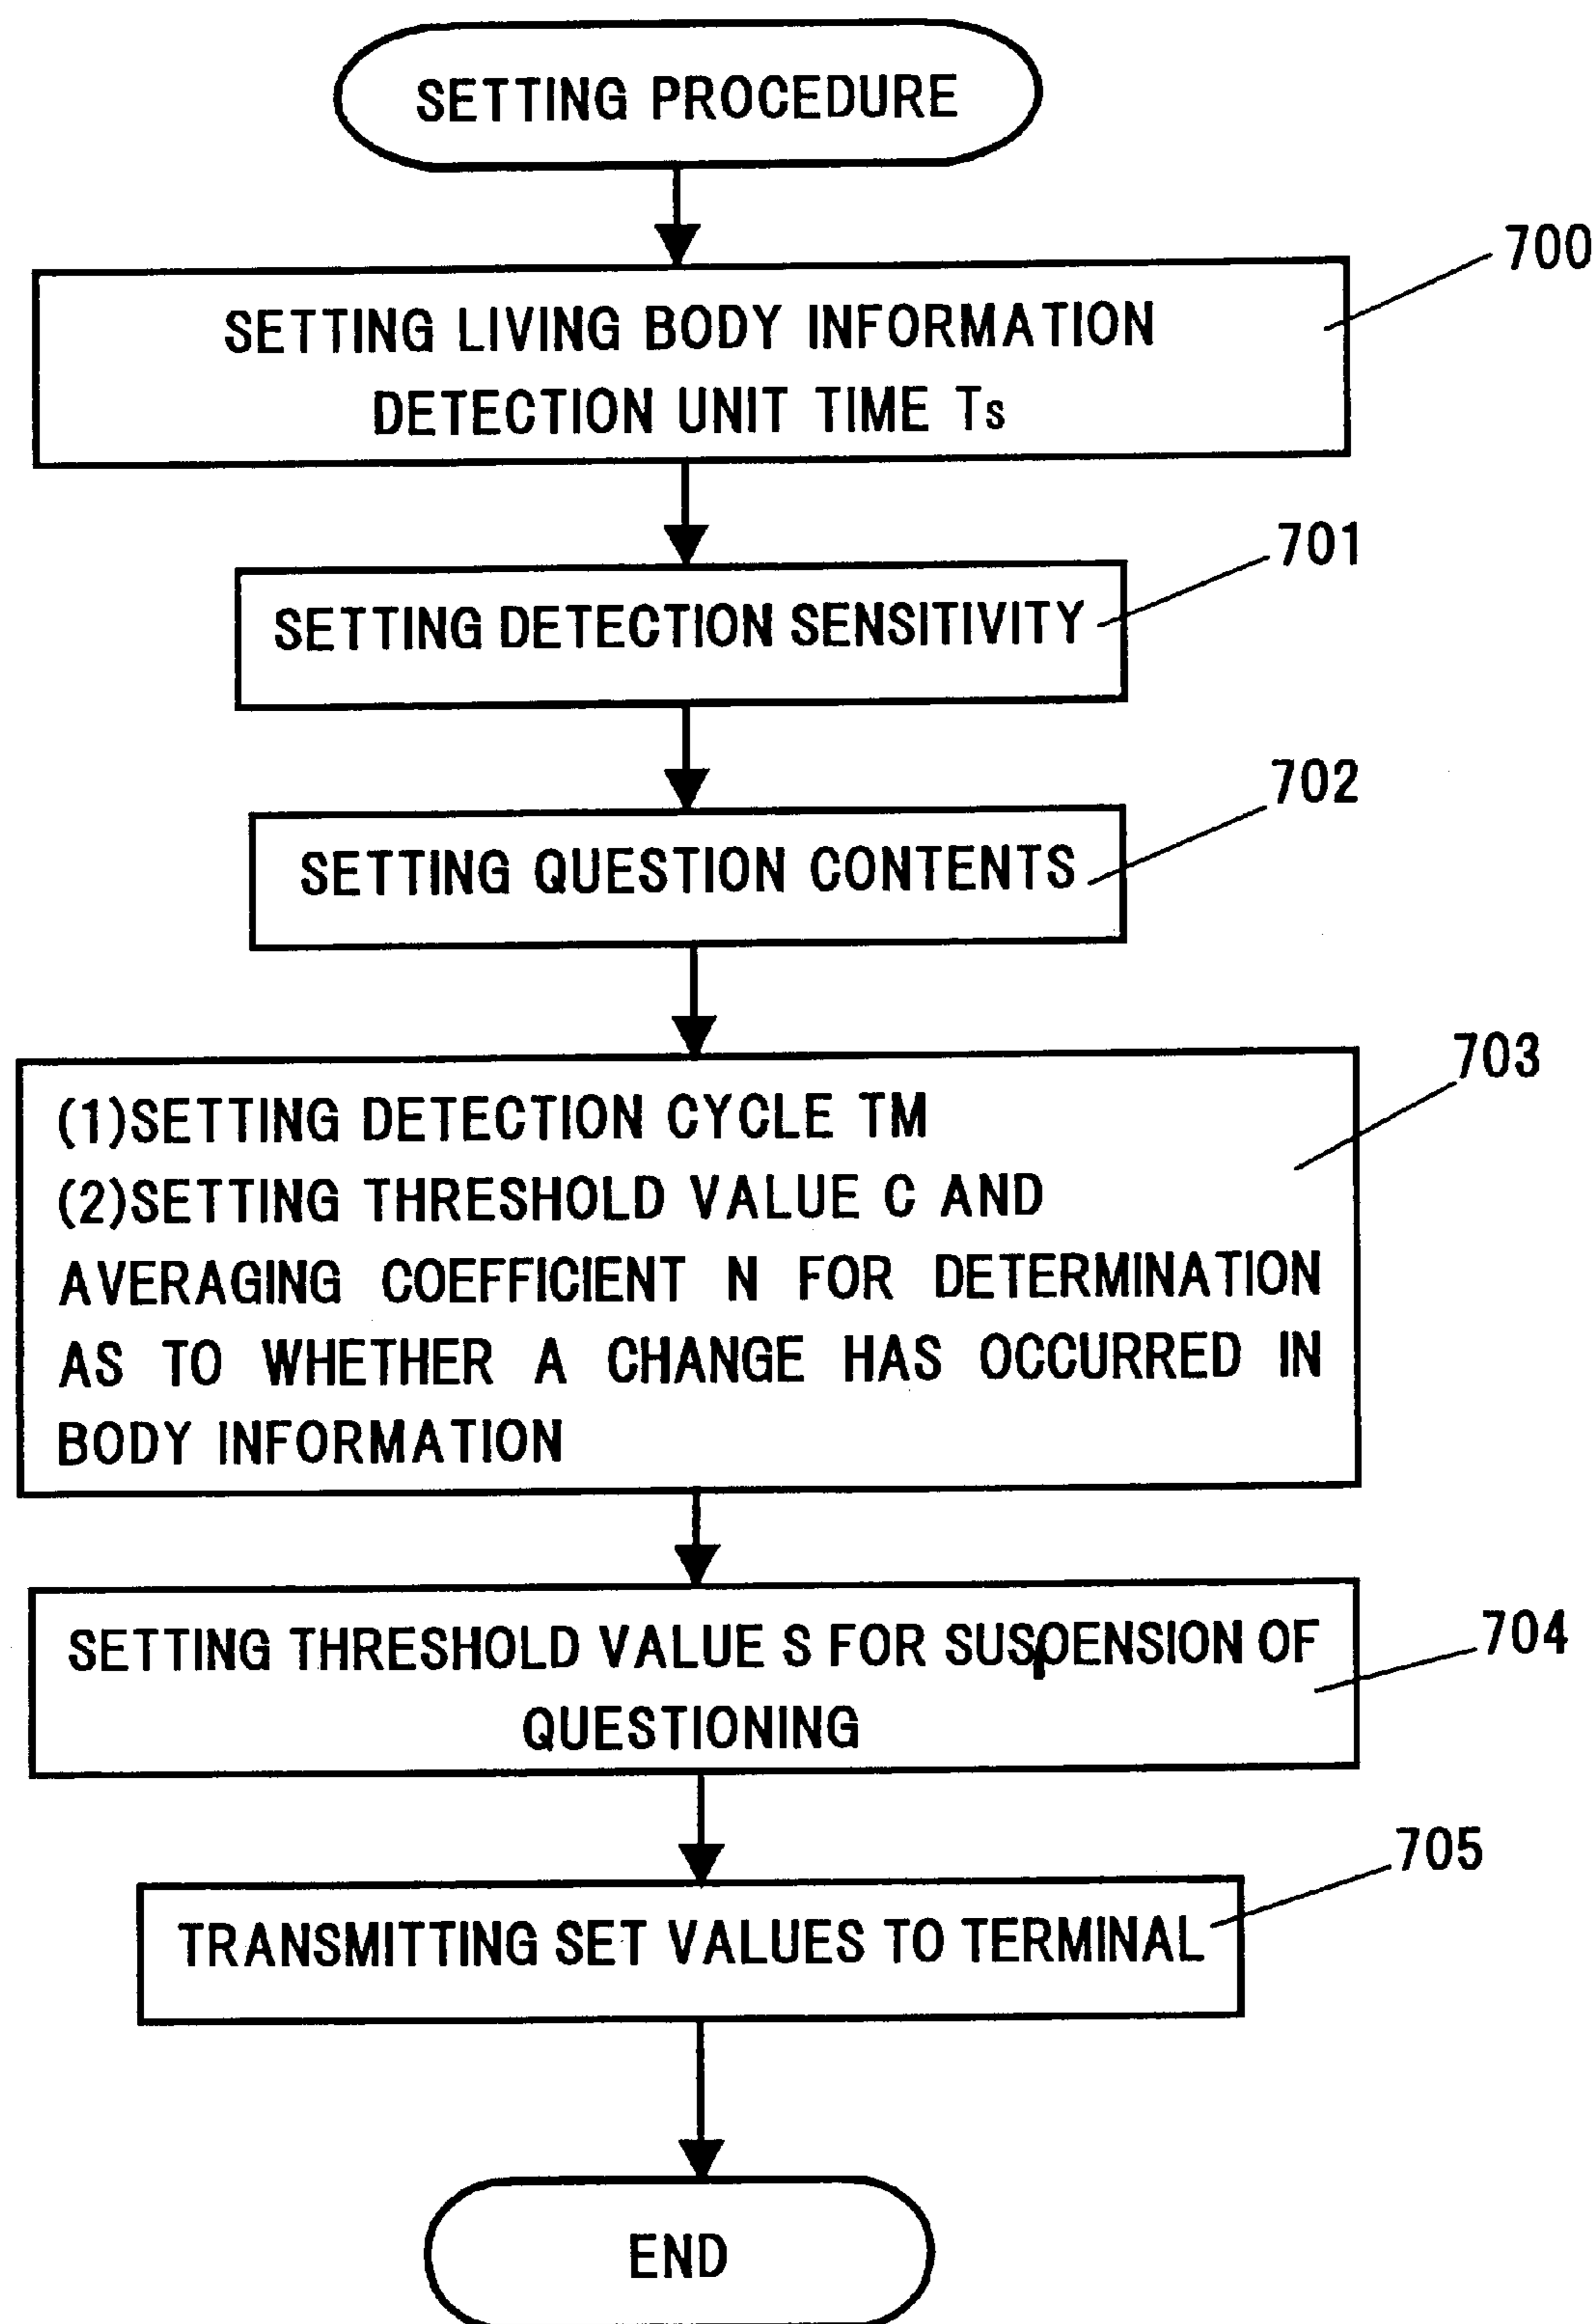 SETTING PROCEDURE
700
SETTING LIVING BODY INFORMATION
DETECTION UNIT TIME Ts
701
SETTING DETECTION SENSITIVITY
702
SETTING QUESTION CONTENTS
703
(1)SETTING DETECTION CYCLE TM
(2)SETTING THRESHOLD VALUE C AND
AVERAGING COEFFICIENT N FOR DETERMINATION
AS TO WHETHER A CHANGE HAS OCCURRED IN
BODY INFORMATION
704
SETTING THRESHOLD VALUE S FOR SUSPENSION OF
QUESTIONING
705
TRANSMITTING SET VALUES TO TERMINAL
END